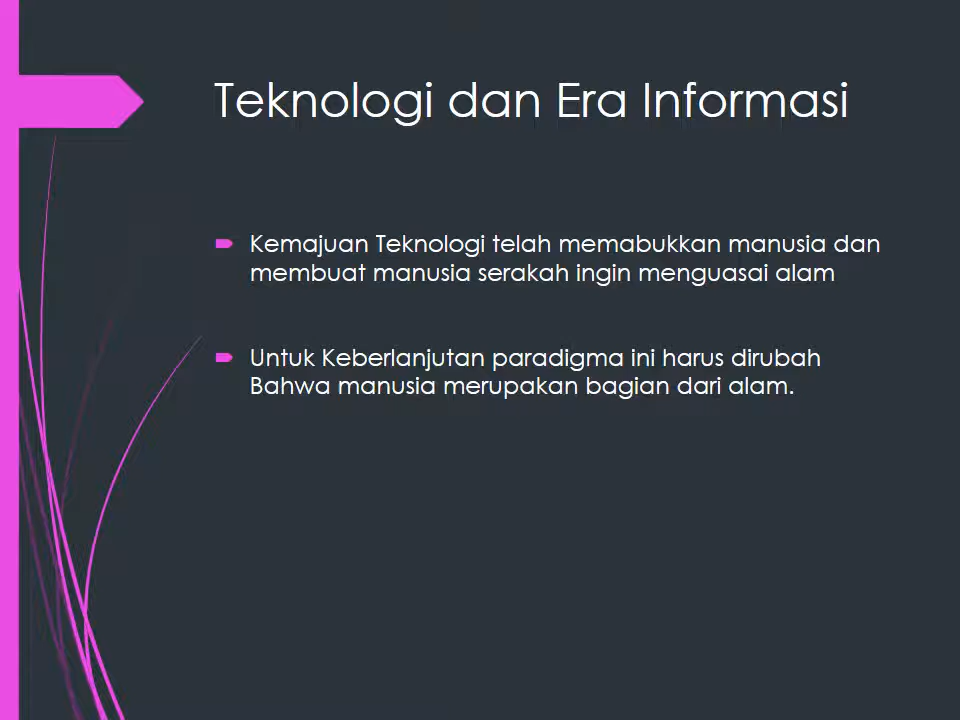 Teknologi dan Era Informasi
Kemajuan Teknologi telah memabukkan manusia dan
membuat manusia serakah ingin menguasai alam
Untuk Keberlanjutan paradigma ini harus dirubah
Bahwa manusia merupakan bagian dari alam.